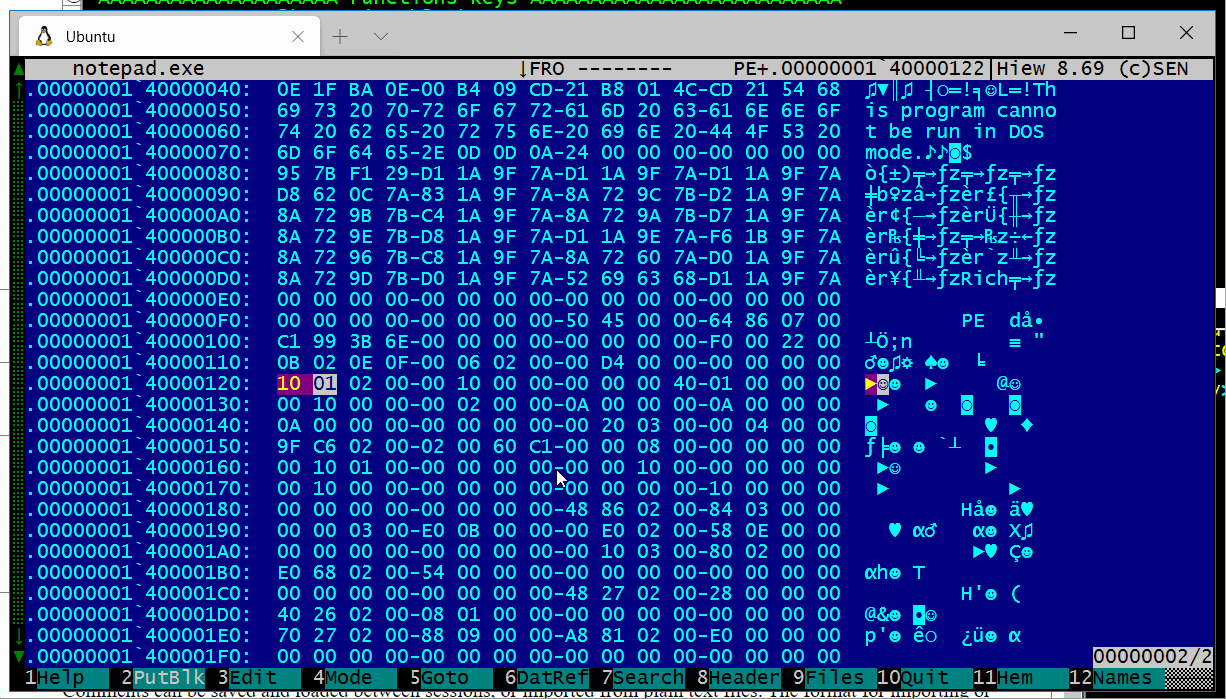 Functions Keys
Ubuntu
notepad.exe ↓FRO -------- PE+.00000001`40000122 Hiew 8.69 (c)SEN
.00000001`40000040: 0E 1F BA 0E-00 B4 09 CD-21 B8 01 4C-CD 21 54 68 ♫▼║♫ ┤○═!╕☺L═!Th
.00000001`40000050: 69 73 20 70-72 6F 67 72-61 6D 20 63-61 6E 6E 6F is program canno
.00000001`40000060: 74 20 62 65-20 72 75 6E-20 69 6E 20-44 4F 53 20 t be run in DOS
.00000001`40000070: 6D 6F 64 65-2E 0D 0D 0A-24 00 00 00-00 00 00 00 mode.♪♪◙$
.00000001`40000080: 95 7B F1 29-D1 1A 9F 7A-D1 1A 9F 7A-D1 1A 9F 7A ò{±)╤→ƒz╤→ƒz╤→ƒz
.00000001`40000090: D8 62 0C 7A-83 1A 9F 7A-8A 72 9C 7B-D2 1A 9F 7A ╪b♀zâ→ƒzèr£{╥→ƒz
.00000001`400000A0: 8A 72 9B 7B-C4 1A 9F 7A-8A 72 9A 7B-D7 1A 9F 7A èr¢{─→ƒzèrÜ{╫→ƒz
.00000001`400000B0: 8A 72 9E 7B-D8 1A 9F 7A-D1 1A 9E 7A-F6 1B 9F 7A èr₧{╪→ƒz╤→₧z÷←ƒz
.00000001`400000C0: 8A 72 96 7B-C8 1A 9F 7A-8A 72 60 7A-D0 1A 9F 7A èrû{╚→ƒzèr`z╨→ƒz
.00000001`400000D0: 8A 72 9D 7B-D0 1A 9F 7A-52 69 63 68-D1 1A 9F 7A èr¥{╨→ƒzRich╤→ƒz
.00000001`400000E0: 00 00 00 00-00 00 00 00-00 00 00 00-00 00 00 00
.00000001`400000F0: 00 00 00 00-00 00 00 00-50 45 00 00-64 86 07 00 PE då•
.00000001`40000100: C1 99 3B 6E-00 00 00 00-00 00 00 00-F0 00 22 00 ┴Ö;n ≡ "
.00000001`40000110: 0B 02 0E 0F-00 06 02 00-00 D4 00 00-00 00 00 00 ♂☻♫☼ ♠☻ ╘
.00000001`40000120: 10 01 02 00-00 10 00 00-00 00 00 40-01 00 00 00 ►☺☻ ► @☺
.00000001`40000130: 00 10 00 00-00 02 00 00-0A 00 00 00-0A 00 00 00 ► ☻ ◙ ◙
.00000001`40000140: 0A 00 00 00-00 00 00 00-00 20 03 00-00 04 00 00 ◙ ♥ ♦
.00000001`40000150: 9F C6 02 00-02 00 60 C1-00 00 08 00-00 00 00 00 ƒ╞☻ ☻ `┴ ◘
.00000001`40000160: 00 10 01 00-00 00 00 00-00 00 10 00-00 00 00 00 ►☺ ►
.00000001`40000170: 00 10 00 00-00 00 00 00-00 00 00 00-10 00 00 00 ► ►
.00000001`40000180: 00 00 00 00-00 00 00 00-48 86 02 00-84 03 00 00 Hå☻ ä♥
.00000001`40000190: 00 00 03 00-E0 0B 00 00-00 E0 02 00-58 0E 00 00 ♥ α♂ α☻ X♫
.00000001`400001A0: 00 00 00 00-00 00 00 00-00 10 03 00-80 02 00 00 ►♥ Ç☻
.00000001`400001B0: E0 68 02 00-54 00 00 00-00 00 00 00-00 00 00 00 αh☻ T
.00000001`400001C0: 00 00 00 00-00 00 00 00-48 27 02 00-28 00 00 00 H'☻ (
.00000001`400001D0: 40 26 02 00-08 01 00 00-00 00 00 00-00 00 00 00 @&☻ ◘☺
.00000001`400001E0: 70 27 02 00-88 09 00 00-A8 81 02 00-E0 00 00 00 p'☻ ê○ ¿ü☻ α
.00000001`400001F0: 00 00 00 00-00 00 00 00-00 00 00 00-00 00 00 00 00000002/2
1Help 2PutBlk 3Edit 4Mode 5Goto 6DatRef 7Search 8Header 9Files 10Quit 11Hem 12Names
Comments can be saved and loaded between sessions, or imported from plain text files. The format for importing or